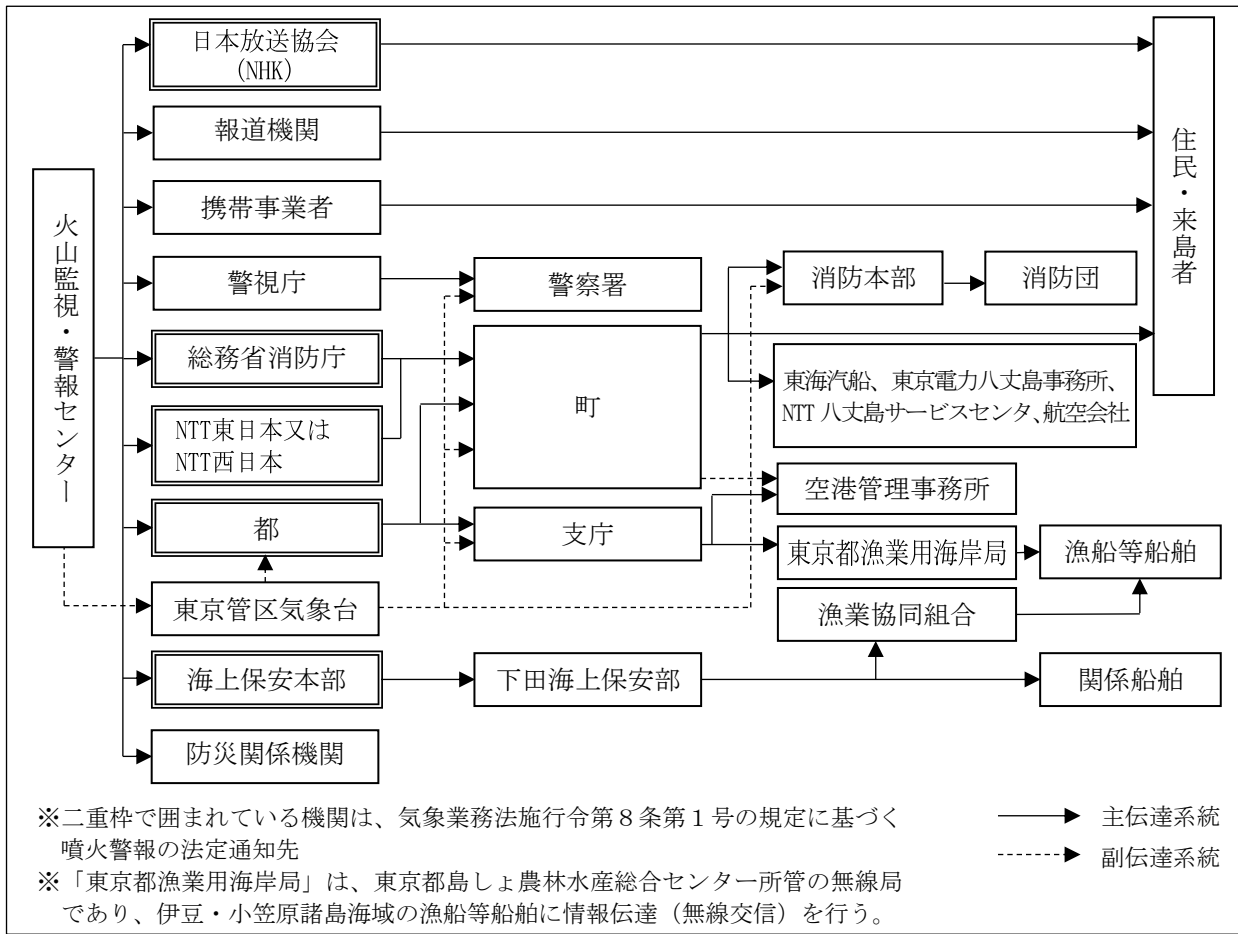 日本放送協会
(NHK)
報道機関
携帯事業者
警視庁
総務省消防庁
NTT東日本又は
NTT西日本
都
東京管区気象台
海上保安本部
防災関係機関
火山監視・警報センター
警察署
町
支庁
下田海上保安部
消防本部
消防団
東海汽船、東京電力八丈島事務所、
NTT 八丈島サービスセンタ、航空会社
空港管理事務所
東京都漁業用海岸局
漁船等船舶
漁業協同組合
関係船舶
住民・来島者
※二重枠で囲まれている機関は、気象業務法施行令第8条第1号の規定に基づく
噴火警報の法定通知先
※「東京都漁業用海岸局」は、東京都島しょ農林水産総合センター所管の無線局
であり、伊豆・小笠原諸島海域の漁船等船舶に情報伝達（無線交信）を行う。
主伝達系統
副伝達系統